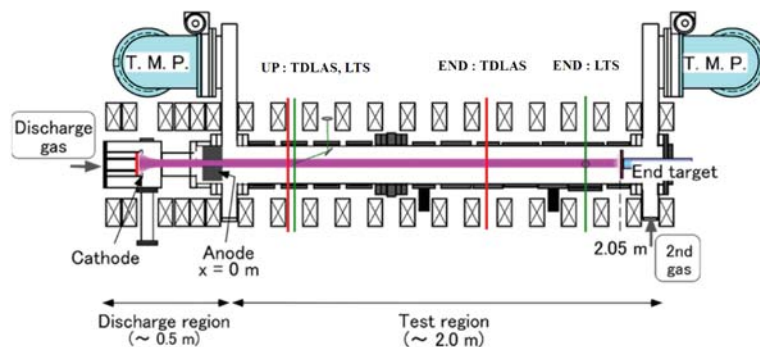 T. M. P.
T. M. P.
UP : TDLAS, LTS
END : TDLAS
END : LTS
Discharge
gas
End target
Cathode
Anode
x = 0 m
2.05 m
2nd
gas
Discharge region
(~ 0.5 m)
Test region
(~ 2.0 m)